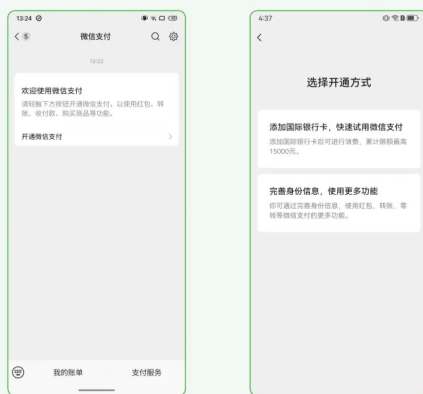 13:24
5
微信支付
13:23
欢迎使用微信支付
请轻触下方按钮开通微信支付，以使用红包、转
账、收付款、购买商品等功能。
开通微信支付
我的账单
支付服务
4:37
选择开通方式
添加国际银行卡，快速试用微信支付
添加国际银行卡后可进行消费，累计限额最高
15000元。
完善身份信息，使用更多功能
你可通过完善身份信息，使用红包、转账、零
钱等微信支付的更多功能。